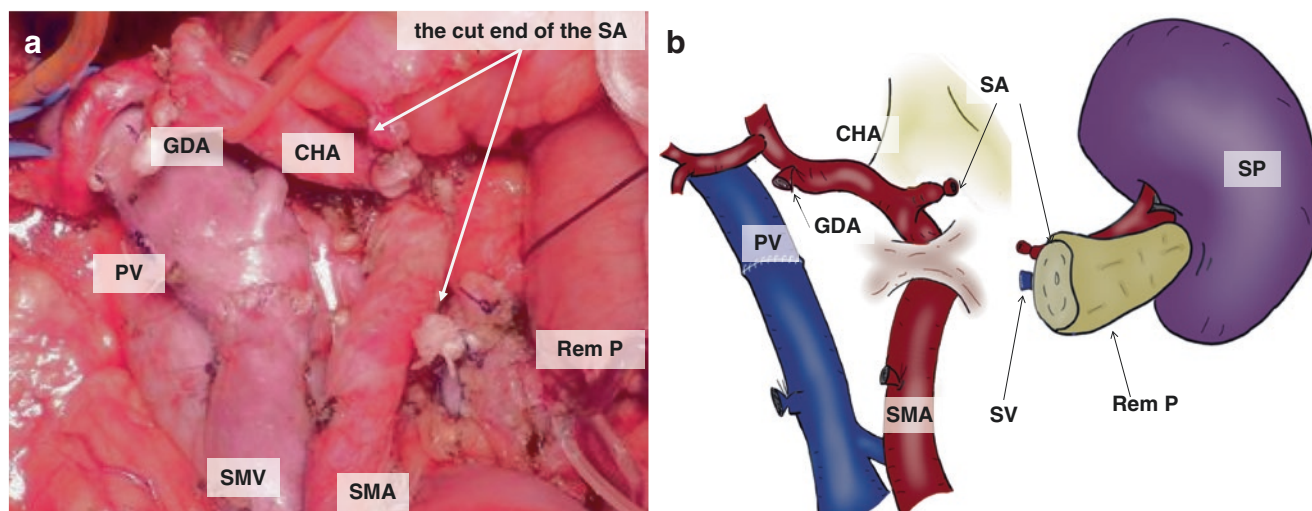 a
the cut end of the SA
GDA
CHA
PV
Rem P
SMV
SMA
b
SA
CHA
SP
GDA
PV
SMA
SV
Rem P